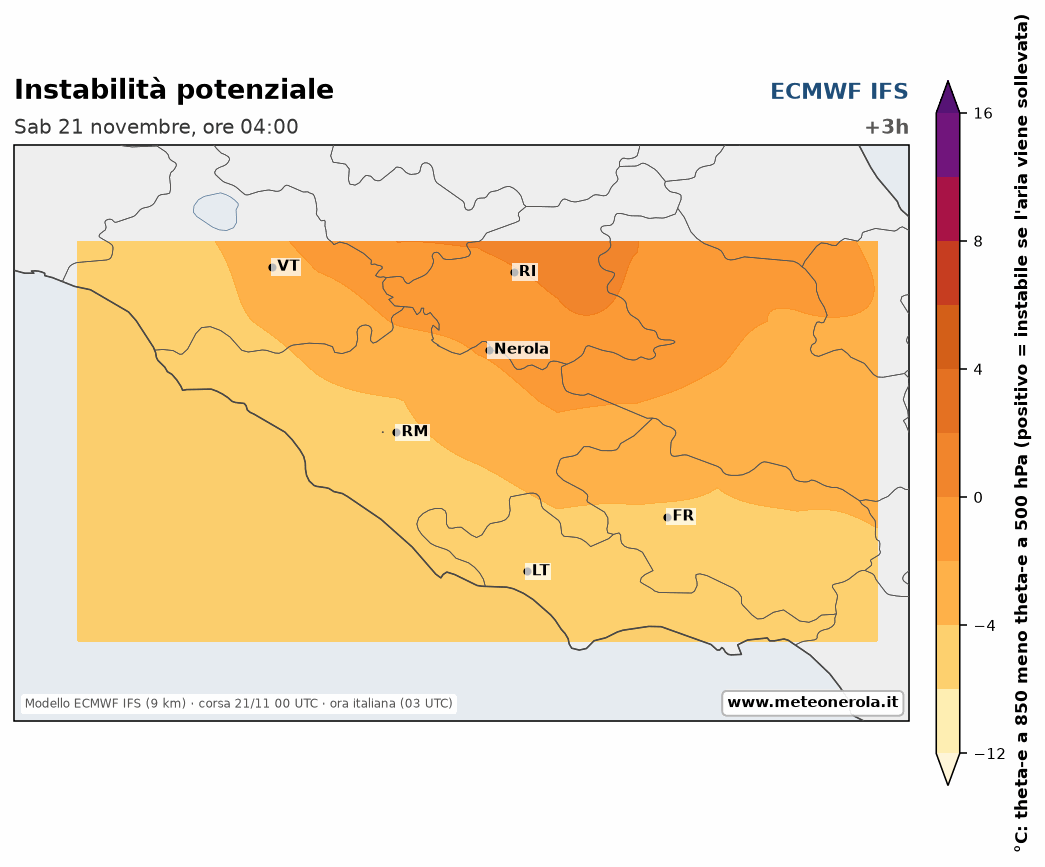 Instabilità potenziale
ECMWF IFS
Sab 21 novembre, ore 04:00
+3h
VT
RI
Nerola
RM
FR
LT
Modello ECMWF IFS (9 km) · corsa 21/11 00 UTC · ora italiana (03 UTC)
www.meteonerola.it
16
8
4
0
−4
−12
°C: theta-e a 850 meno theta-e a 500 hPa (positivo = instabile se l'aria viene sollevata)